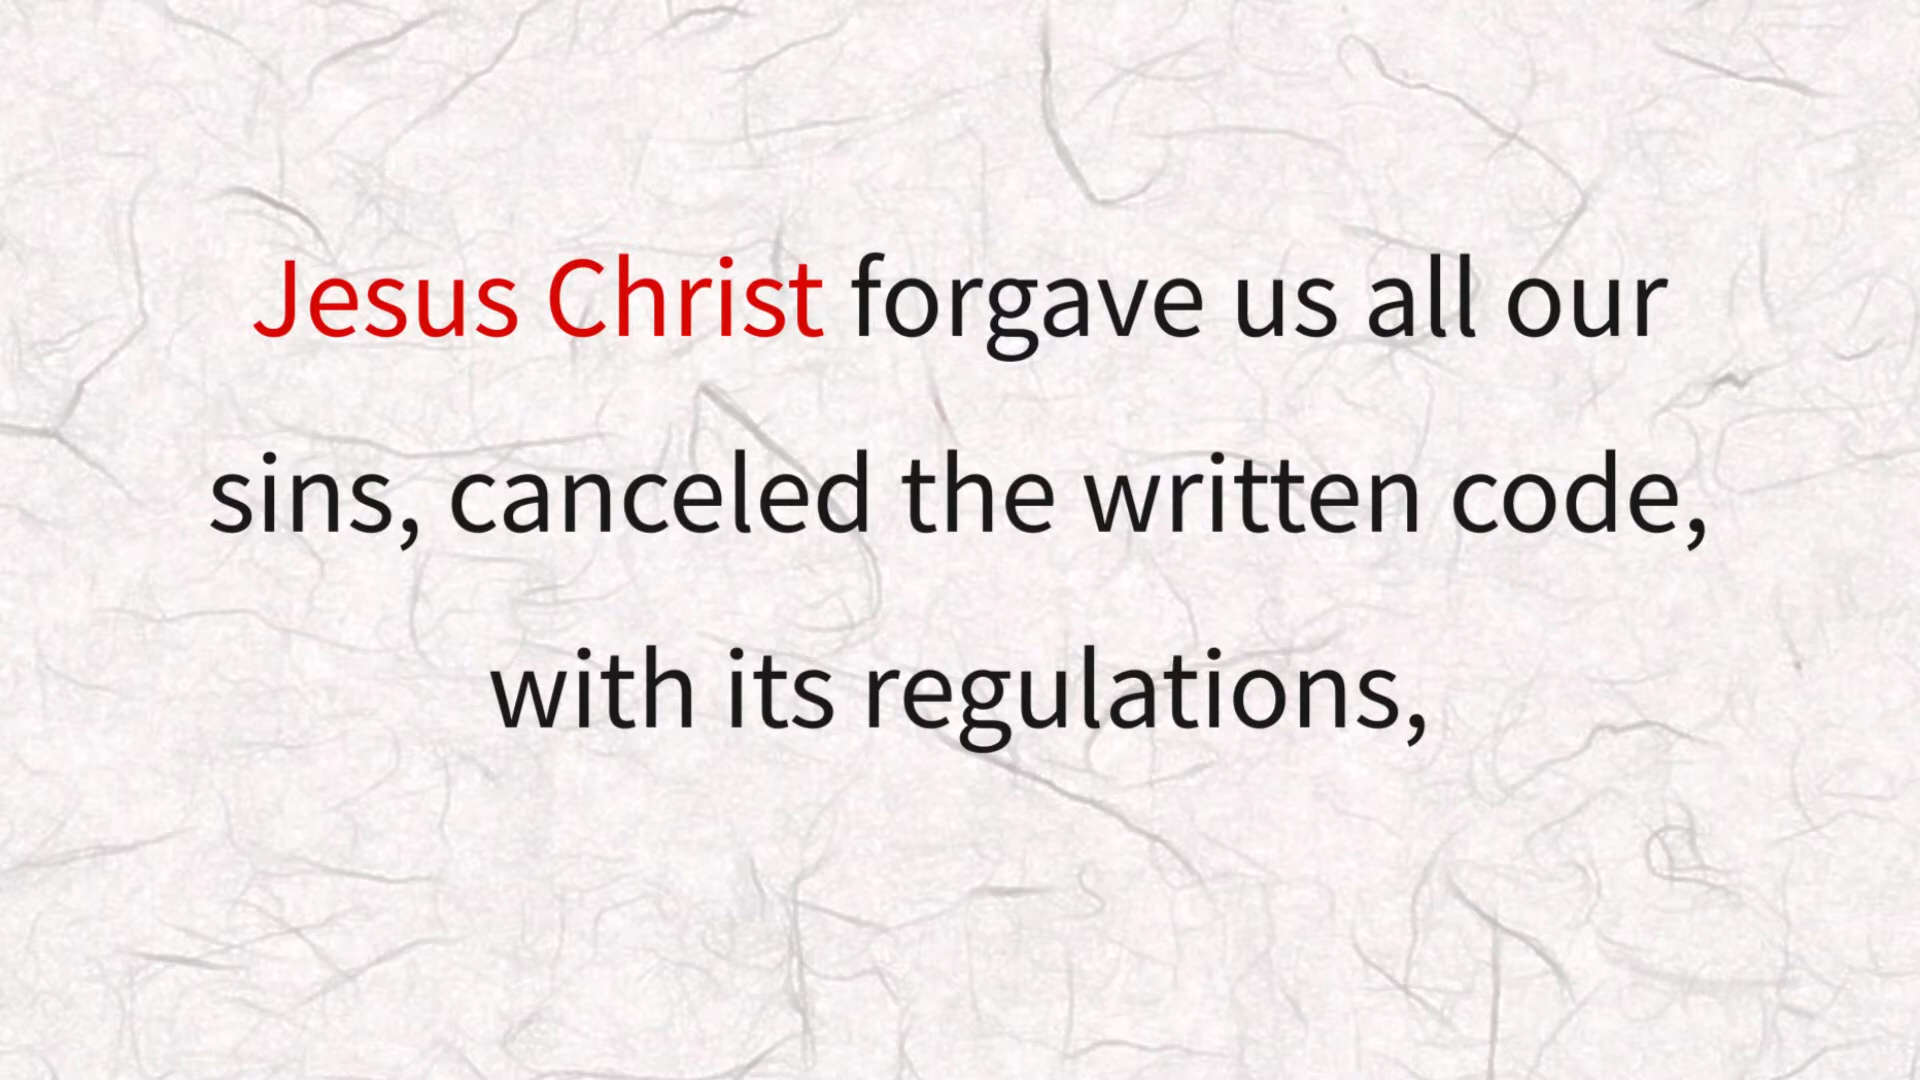 Jesus Christ forgave us all our
sins, canceled the written code,
with its regulations,